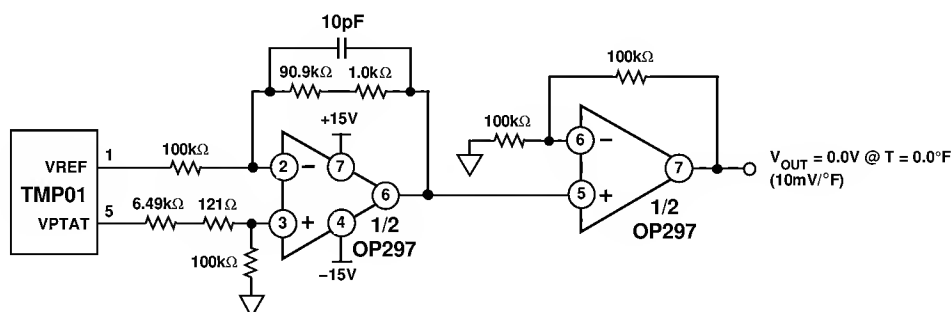 10pF
90.9kΩ 1.0kΩ
100kΩ
+15V
100kΩ
VREF 1
TMP01
VPTAT 5
100kΩ
2 − 7
6.49kΩ 121Ω
3 + 4 6
1/2
OP297
100kΩ
−15V
6 −
5 + 7
1/2
OP297
VOUT = 0.0V @ T = 0.0°F
(10mV/°F)